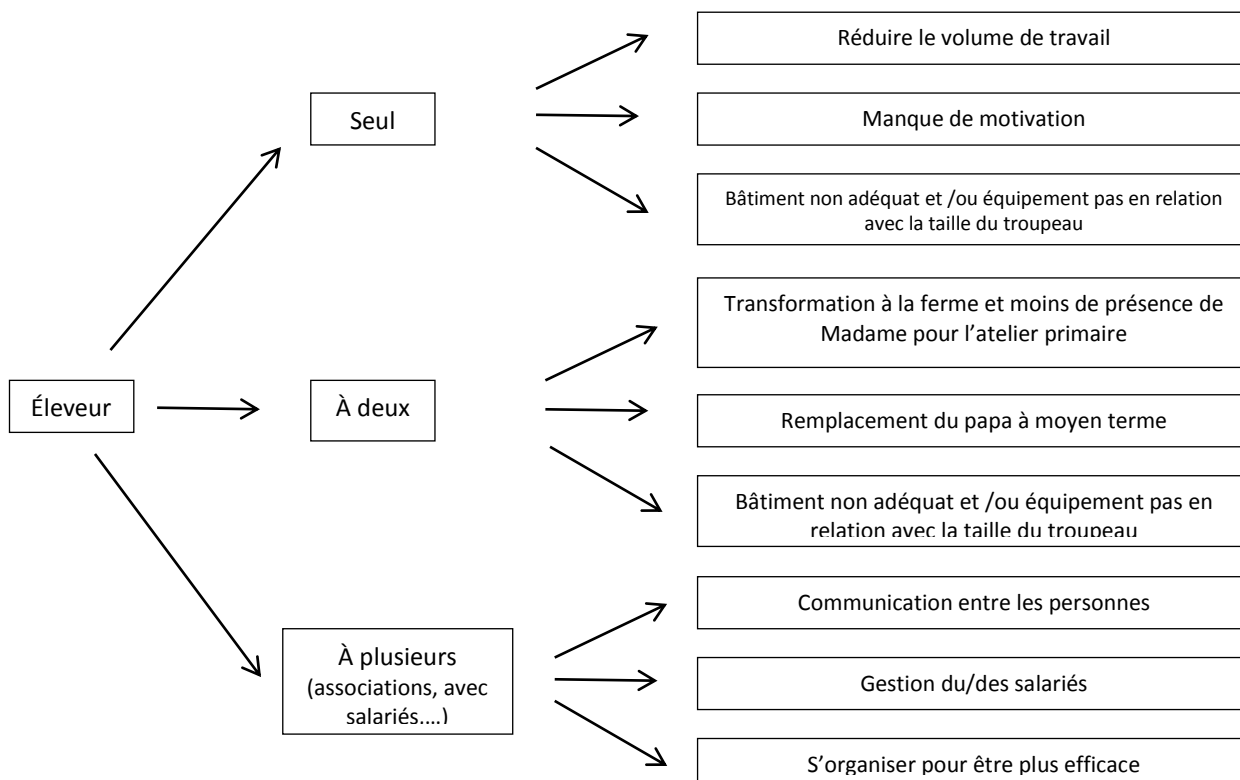 Réduire le volume de travail
Seul
Manque de motivation
Bâtiment non adéquat et /ou équipement pas en relation
avec la taille du troupeau
Transformation à la ferme et moins de présence de
Madame pour l’atelier primaire
Éleveur
À deux
Remplacement du papa à moyen terme
Bâtiment non adéquat et /ou équipement pas en
relation avec la taille du troupeau
Communication entre les personnes
À plusieurs
(associations, avec
salariés....)
Gestion du/des salariés
S’organiser pour être plus efficace